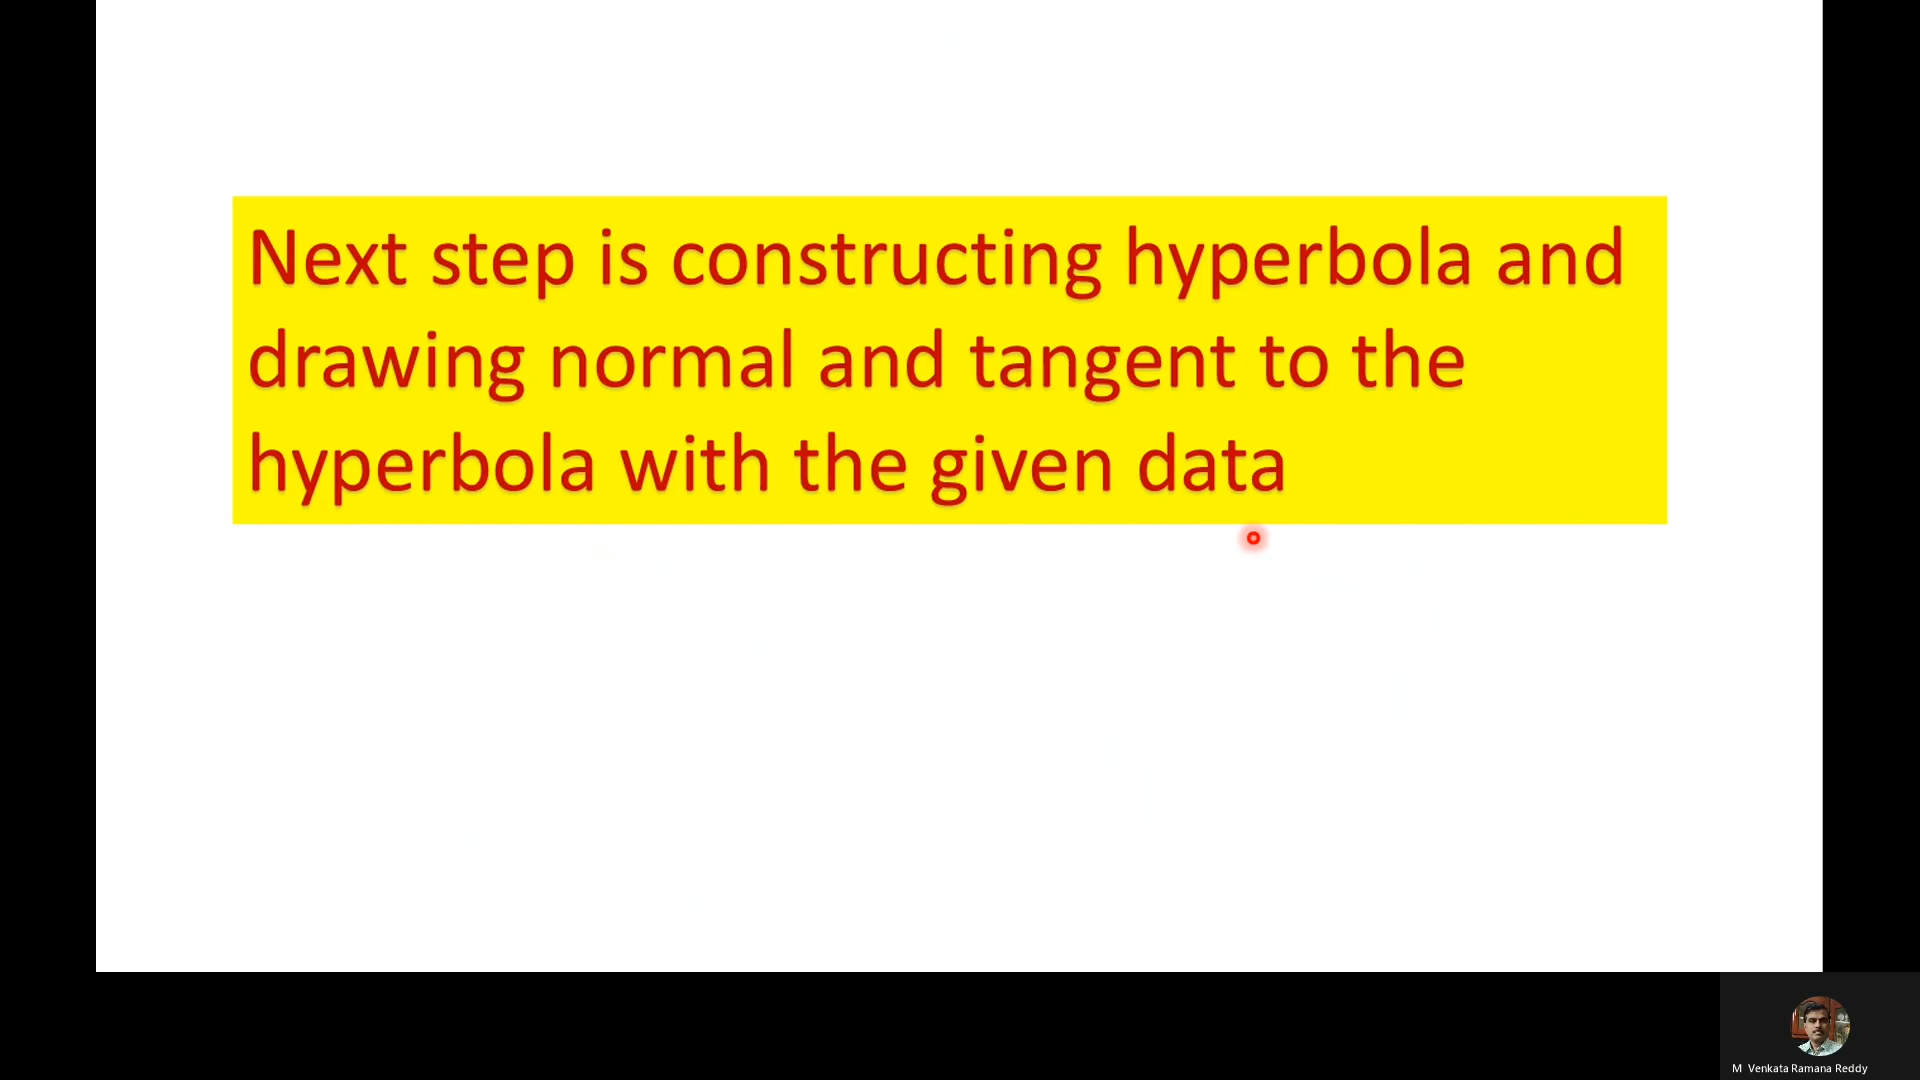 Next step is constructing hyperbola and
drawing normal and tangent to the
hyperbola with the given data
M Venkata Ramana Reddy